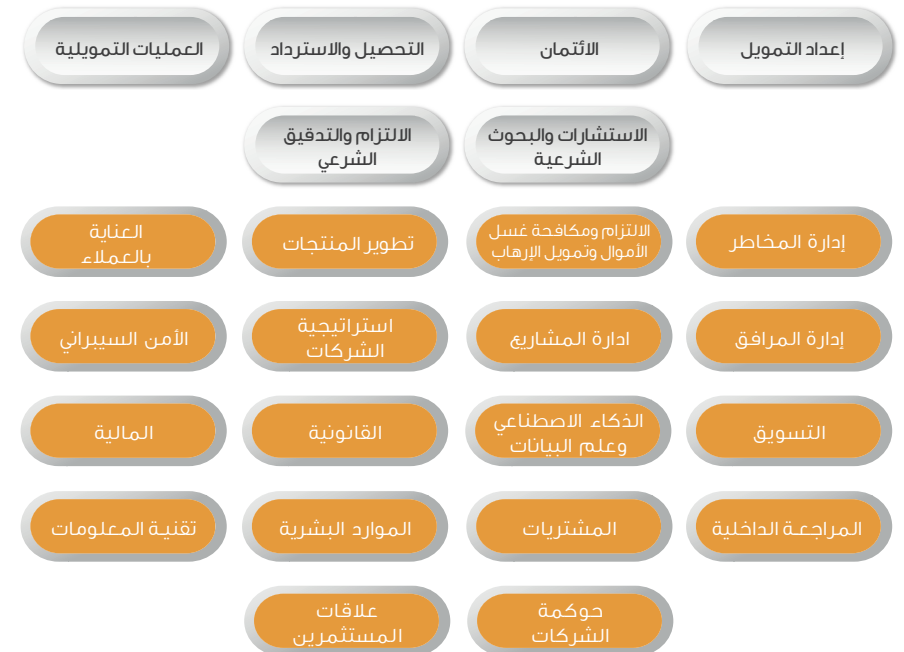 إعداد التمويل
الائتمان
التحصيل والاسترداد
العمليات التمويلية
الاستشارات والبحوث
الشرعية
الالتزام والتدقيق
الشرعي
إدارة المخاطر
الالتزام ومكافحة غسل
الأموال وتمويل الإرهاب
تطوير المنتجات
العناية
بالعملاء
إدارة المرافق
ادارة المشاريع
استراتيجية
الشركات
الأمن السيبراني
التسويق
الذكاء الاصطناعي
وعلم البيانات
القانونية
المالية
المراجعة الداخلية
المشتريات
الموارد البشرية
تقنية المعلومات
حوكمة
الشركات
علاقات
المستثمرين